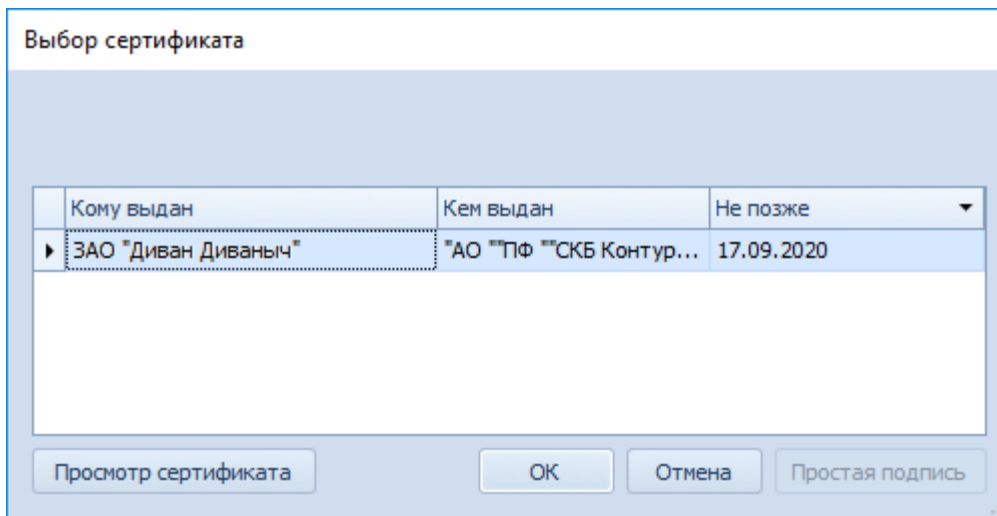 Выбор сертификата
Кому выдан Кем выдан Не позже
ЗАО "Диван Диваныч" "АО ""ПФ ""СКБ Контур... 17.09.2020
Просмотр сертификата ОК Отмена Простая подпись